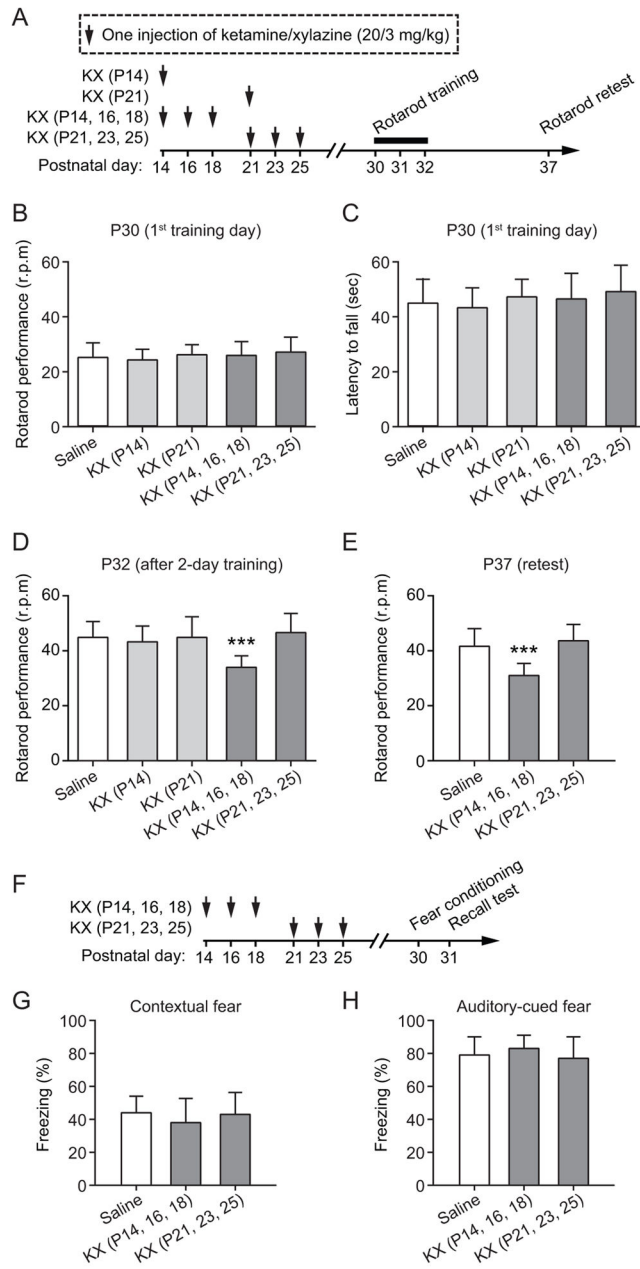 A
One injection of ketamine/xylazine (20/3 mg/kg)
KX (P14)
KX (P21)
KX (P14, 16, 18)
KX (P21, 23, 25)
Rotarod training
Rotarod retest
Postnatal day: 14 16 18 21 23 25 30 31 32 37
B
P30 (1st training day)
Rotarod performance (r.p.m)
60
40
20
0
Saline
KX (P14)
KX (P21)
KX (P14, 16, 18)
KX (P21, 23, 25)
C
P30 (1st training day)
Latency to fall (sec)
60
40
20
0
Saline
KX (P14)
KX (P21)
KX (P14, 16, 18)
KX (P21, 23, 25)
D
P32 (after 2-day training)
Rotarod performance (r.p.m)
60
40
20
0
***
Saline
KX (P14)
KX (P21)
KX (P14, 16, 18)
KX (P21, 23, 25)
E
P37 (retest)
Rotarod performance (r.p.m)
60
40
20
0
***
Saline
KX (P14, 16, 18)
KX (P21, 23, 25)
F
KX (P14, 16, 18)
KX (P21, 23, 25)
Fear conditioning
Recall test
Postnatal day: 14 16 18 21 23 25 30 31
G
Contextual fear
Freezing (%)
100
80
60
40
20
0
Saline
KX (P14, 16, 18)
KX (P21, 23, 25)
H
Auditory-cued fear
Freezing (%)
100
80
60
40
20
0
Saline
KX (P14, 16, 18)
KX (P21, 23, 25)